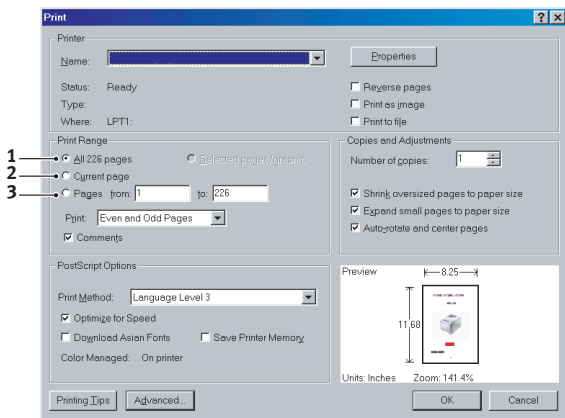 Print
Printer
Name:
Properties
Status: Ready
Type:
Where: LPT1:
Reverse pages
Print as image
Print to file
Print Range
1
All 226 pages
Selected pages/graphic
2
Current page
3
Pages from: 1 to: 226
Print: Even and Odd Pages
Comments
Copies and Adjustments
Number of copies: 1
Shrink oversized pages to paper size
Expand small pages to paper size
Auto-rotate and center pages
PostScript Options
Print Method: Language Level 3
Optimize for Speed
Download Asian Fonts
Save Printer Memory
Color Managed: On printer
Preview
8.25
11.68
Units: Inches Zoom: 141.4%
Printing Tips
Advanced...
OK
Cancel